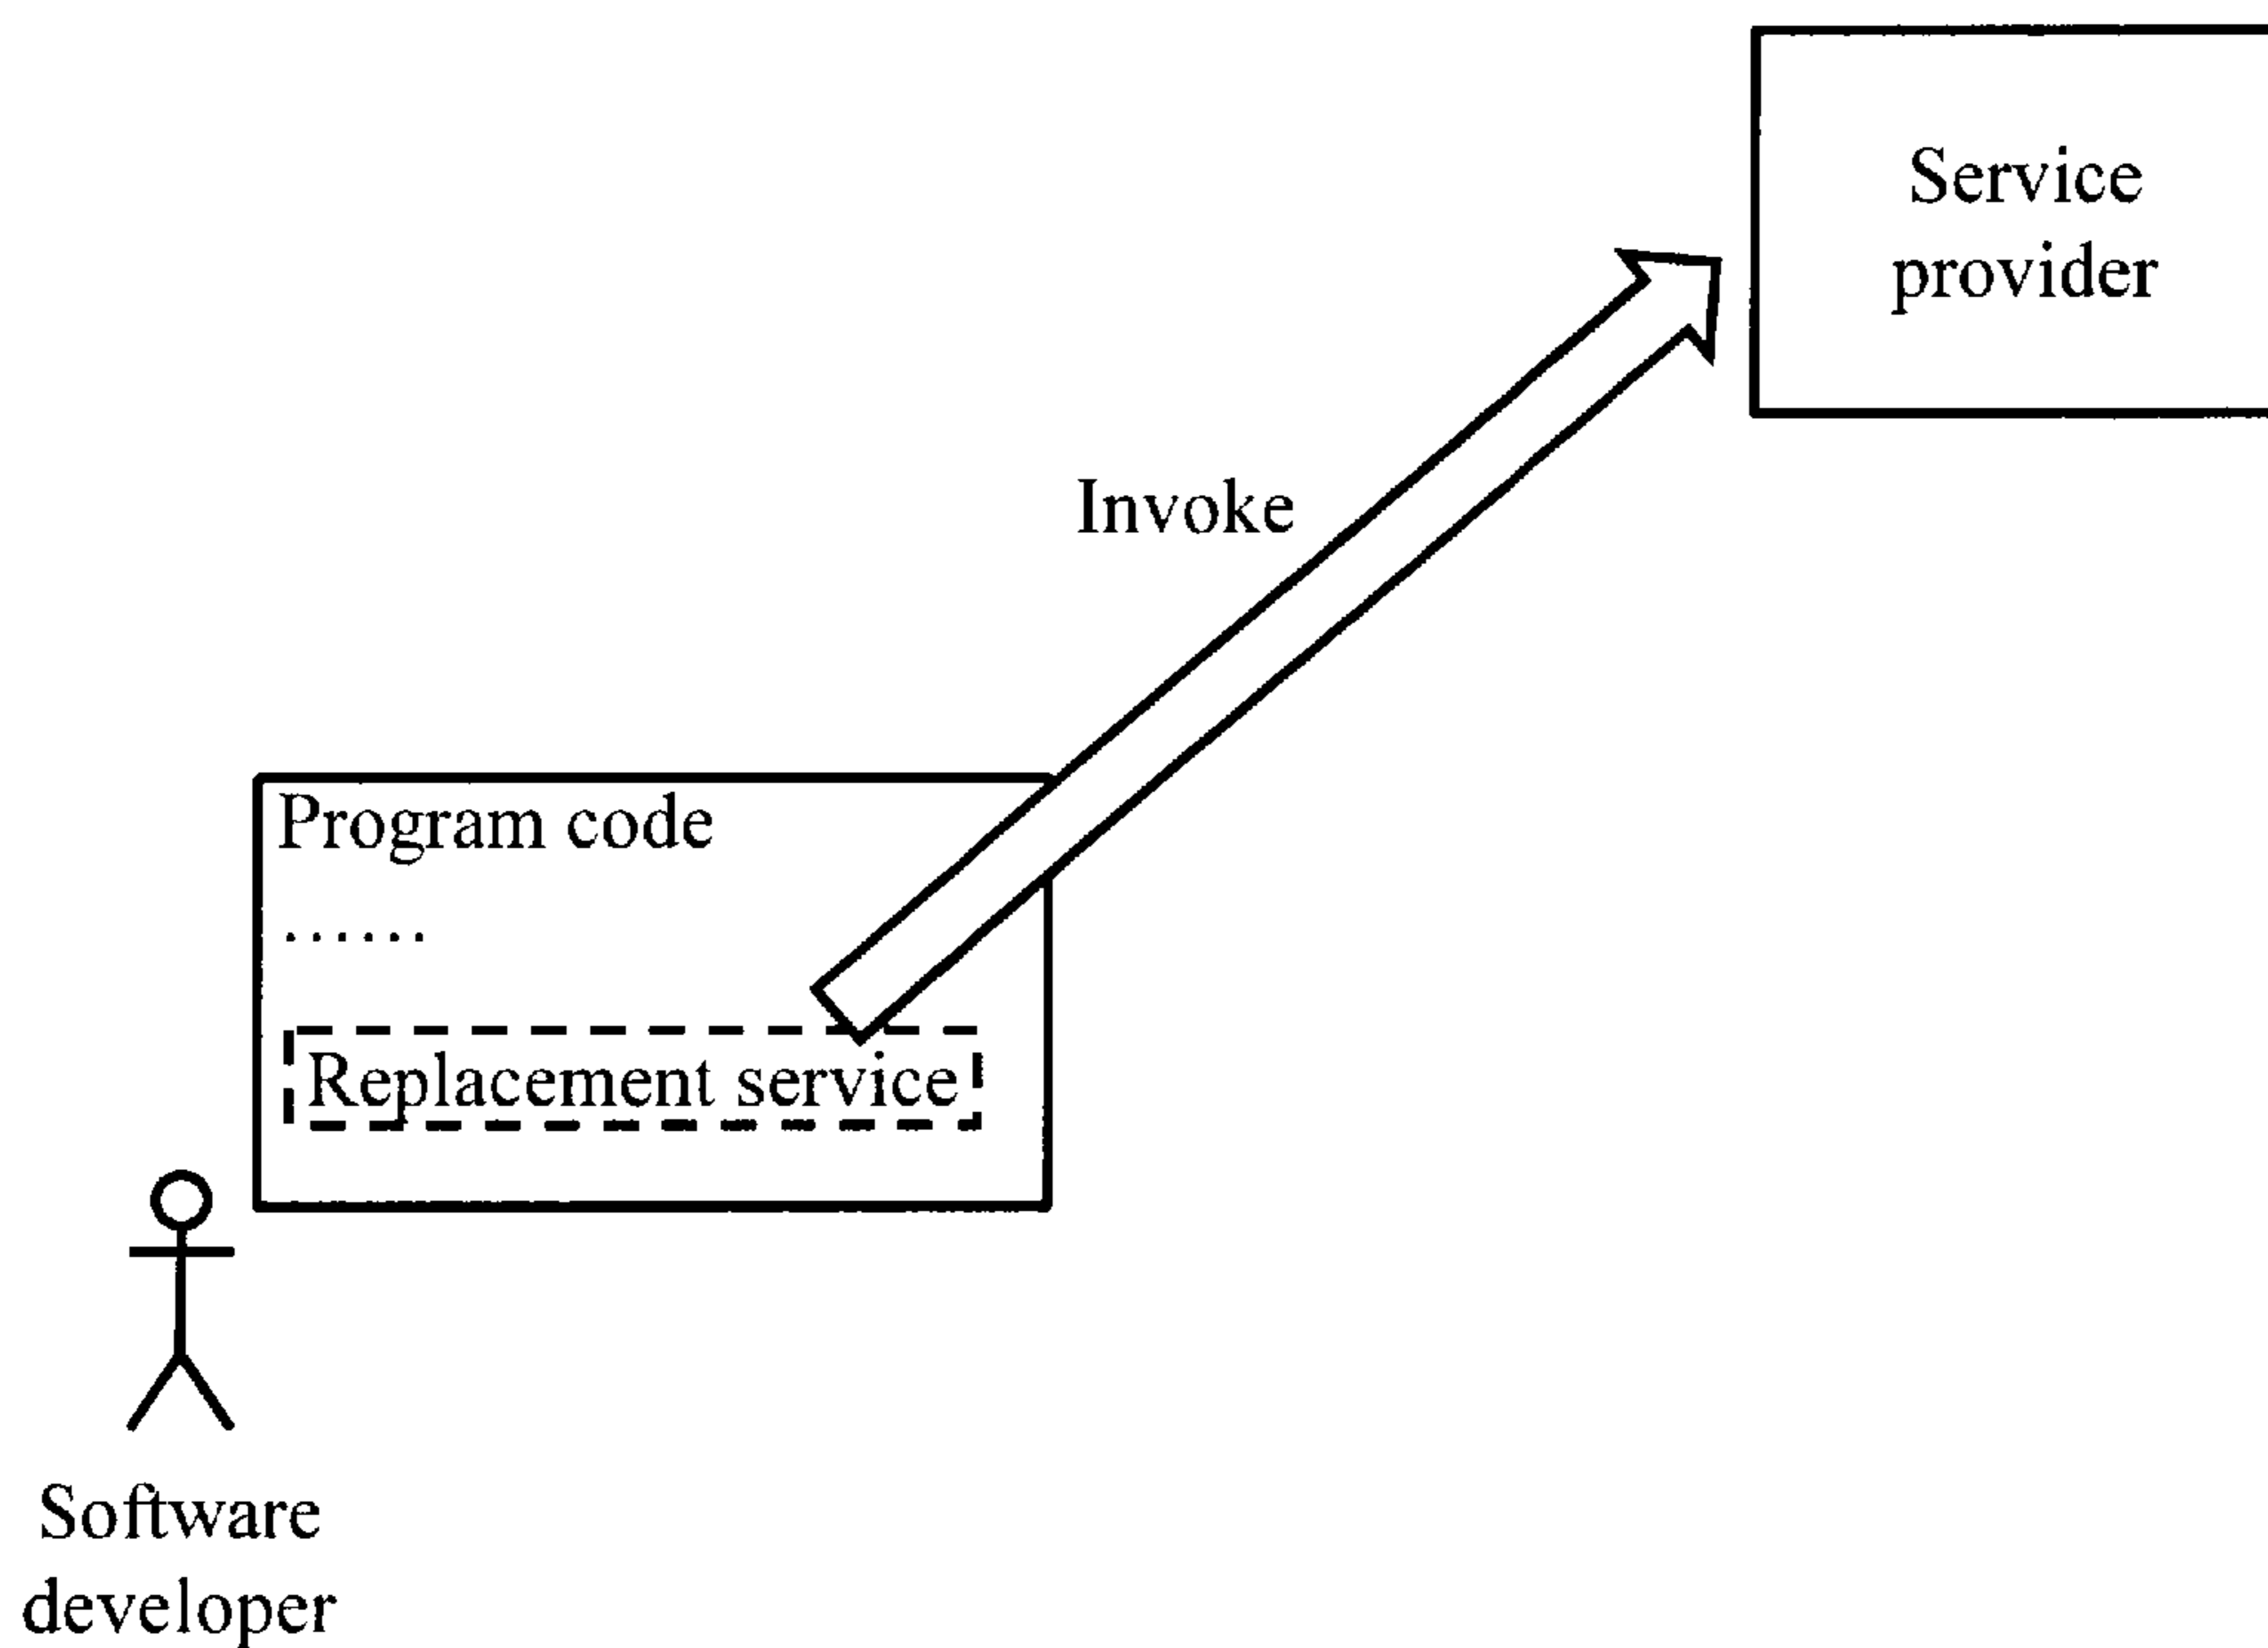 Service
provider
Invoke
Program code
......
Replacement service
Software
developer